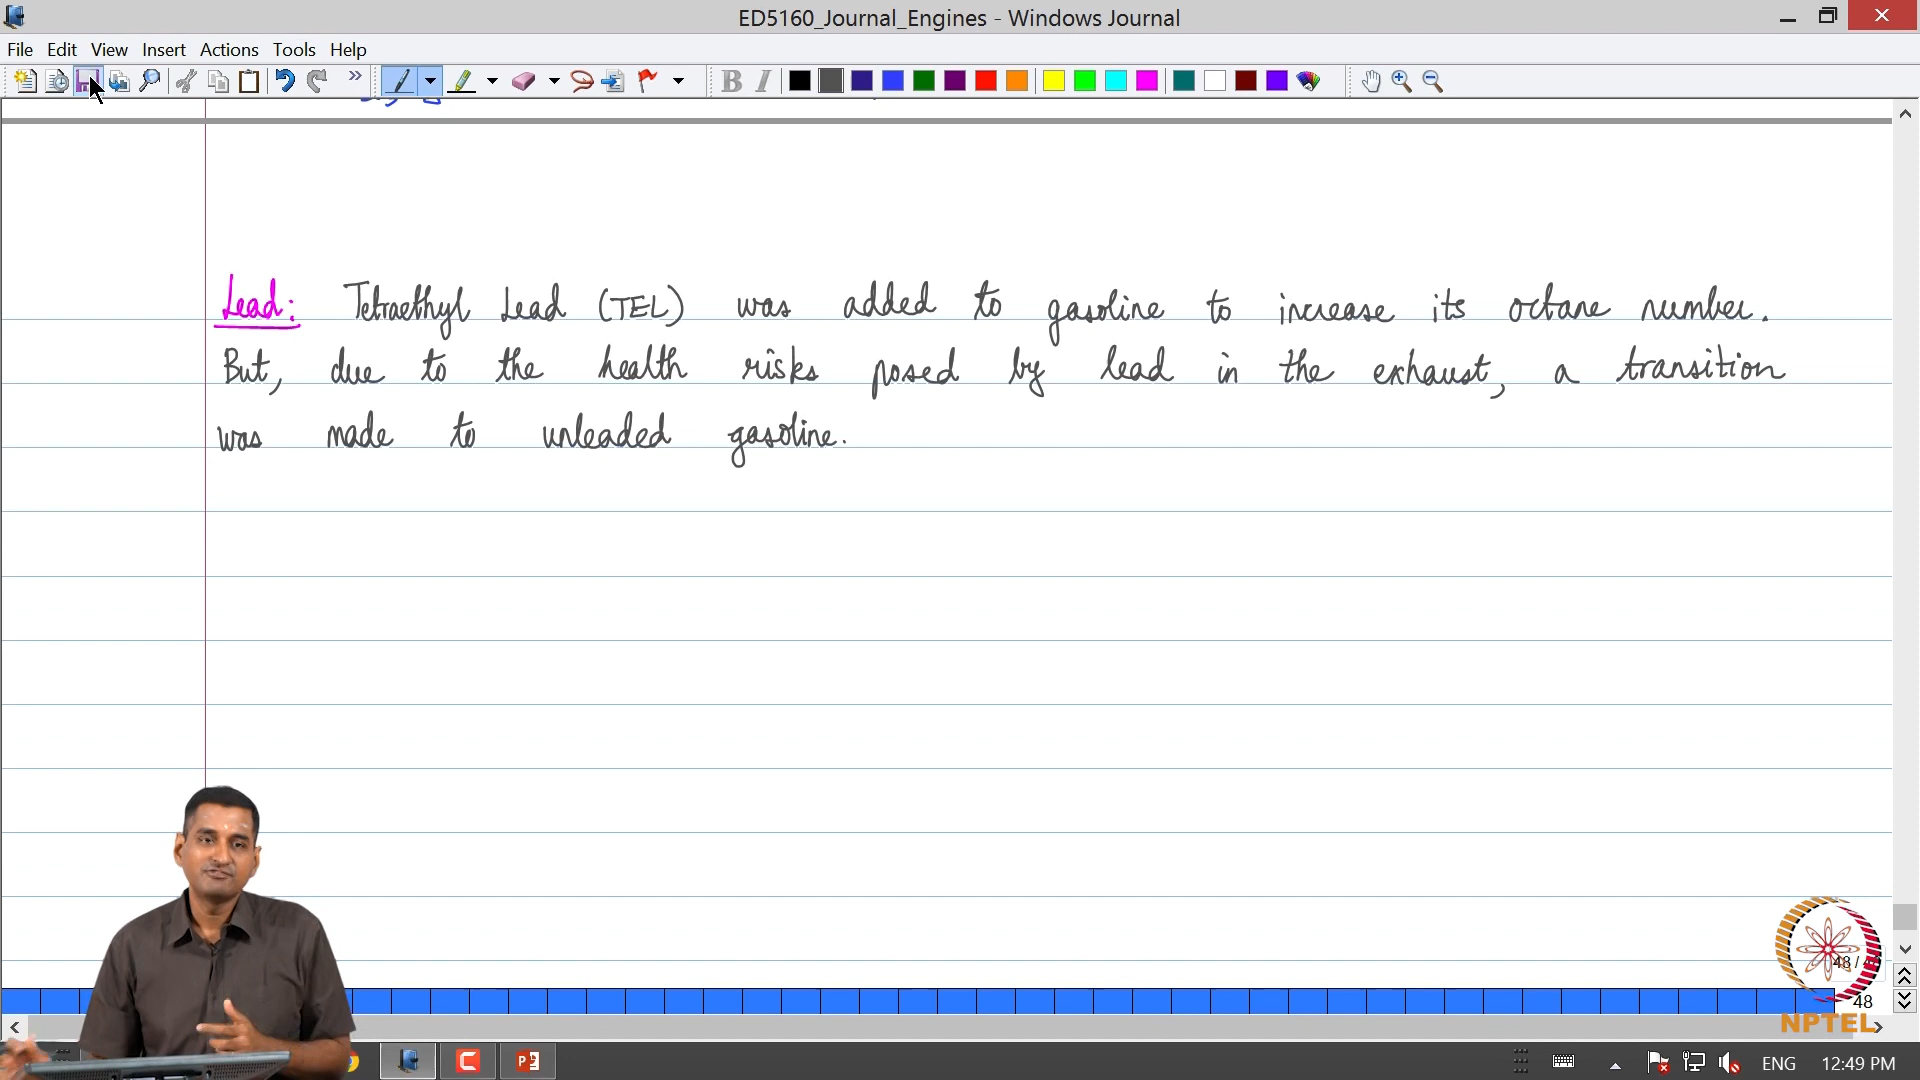 ED5160_Journal_Engines - Windows Journal
File Edit View Insert Actions Tools Help
B I
Lead: Tetraethyl Lead (TEL) was added to gasoline to increase its octane number.
But, due to the health risks posed by lead in the exhaust, a transition
was made to unleaded gasoline.
48 /
48
NPTEL
ENG 12:49 PM